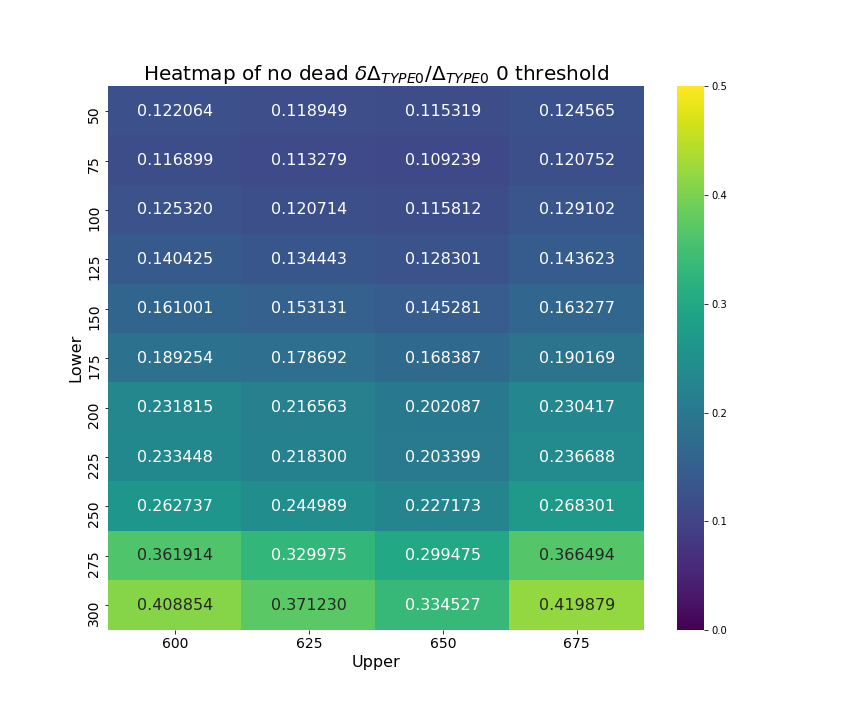 Heatmap of no dead δΔ_TYPE0/Δ_TYPE0 0 threshold
Lower
50 0.122064 0.118949 0.115319 0.124565
75 0.116899 0.113279 0.109239 0.120752
100 0.125320 0.120714 0.115812 0.129102
125 0.140425 0.134443 0.128301 0.143623
150 0.161001 0.153131 0.145281 0.163277
175 0.189254 0.178692 0.168387 0.190169
200 0.231815 0.216563 0.202087 0.230417
225 0.233448 0.218300 0.203399 0.236688
250 0.262737 0.244989 0.227173 0.268301
275 0.361914 0.329975 0.299475 0.366494
300 0.408854 0.371230 0.334527 0.419879
600 625 650 675
Upper
0.5
0.4
0.3
0.2
0.1
0.0